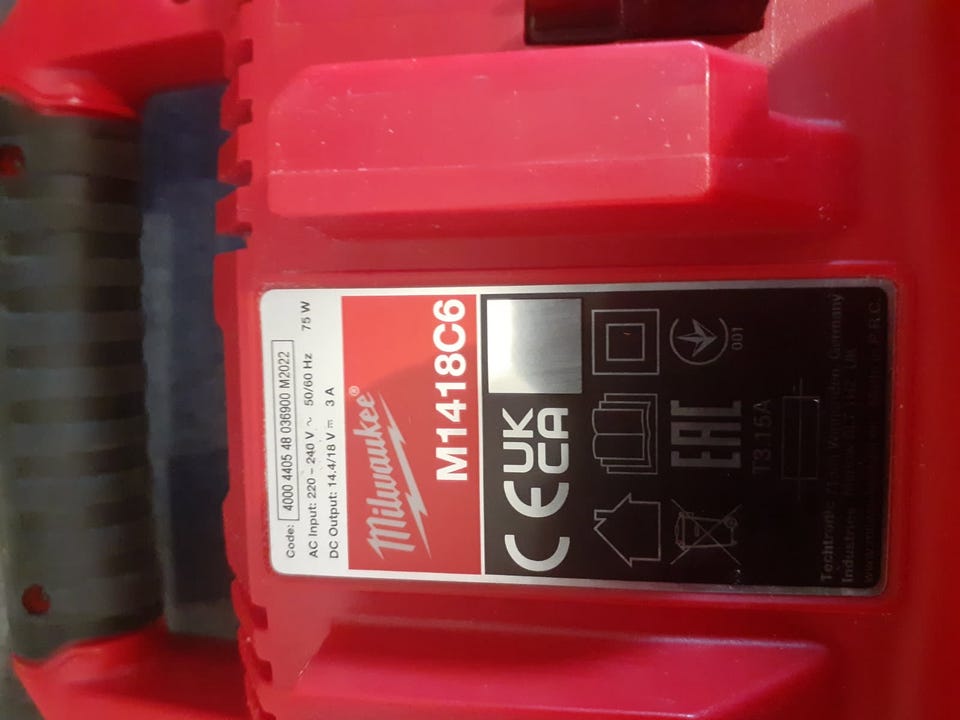 Code: 4000 4405 48 036900 M2022
AC Input: 220 – 240 V ~ 50/60 Hz 75 W
DC Output: 14.4/18 V ⎓ 3 A
Milwaukee®
M1418C6
CE UK CA
EAC
001
T3.15A
Techtronic
Industries
Germany
P.R.C.